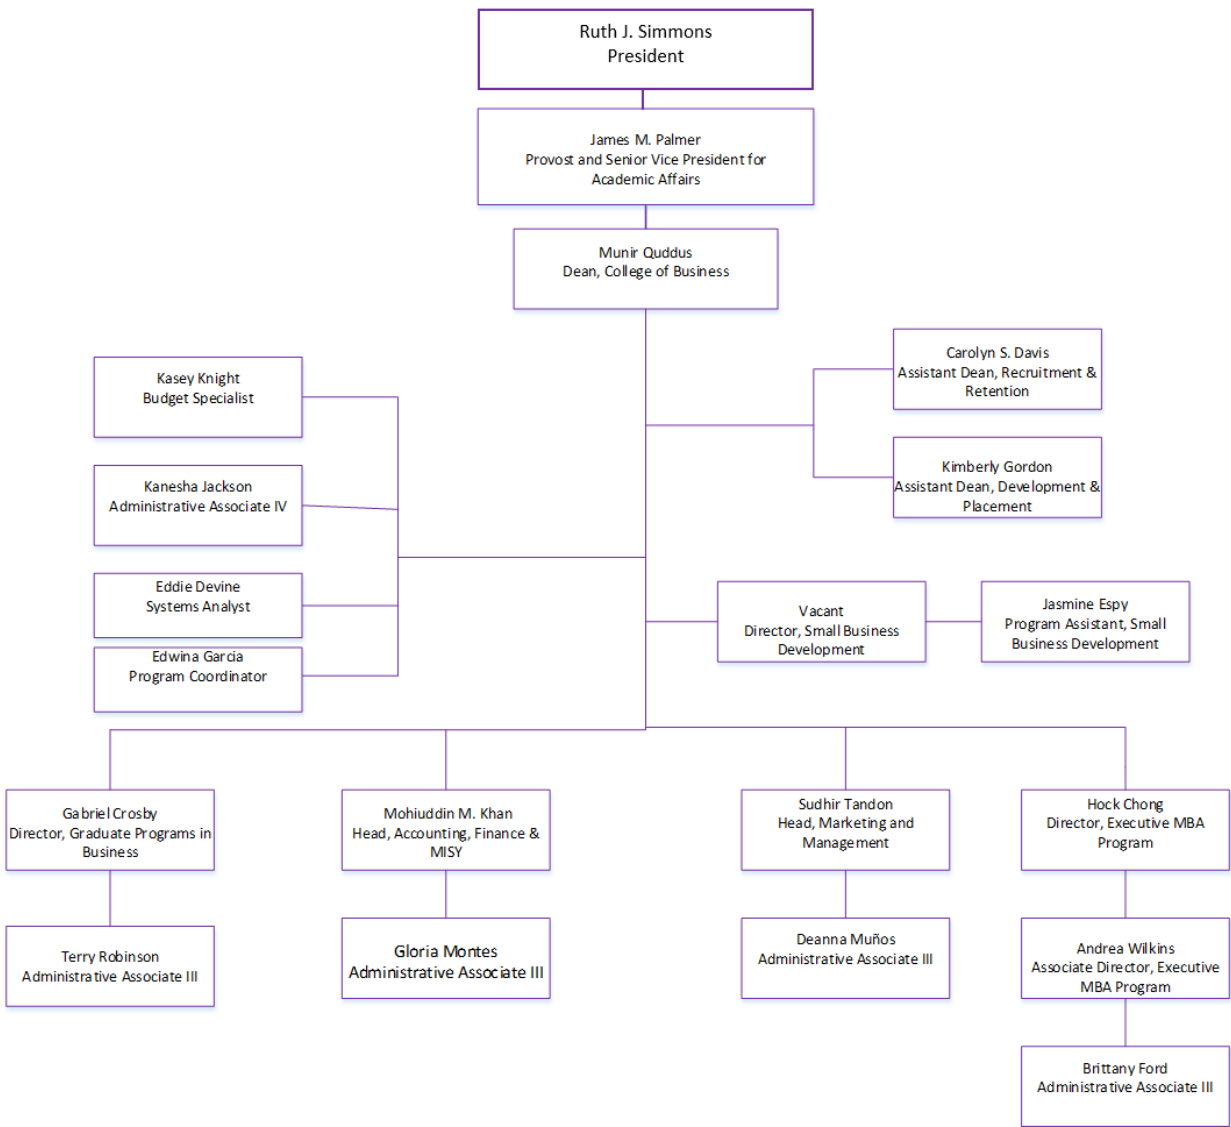 Ruth J. Simmons
President
James M. Palmer
Provost and Senior Vice President for
Academic Affairs
Munir Quddus
Dean, College of Business
Carolyn S. Davis
Assistant Dean, Recruitment &
Retention
Kasey Knight
Budget Specialist
Kimberly Gordon
Assistant Dean, Development &
Placement
Kanesha Jackson
Administrative Associate IV
Eddie Devine
Systems Analyst
Vacant
Director, Small Business
Development
Jasmine Espy
Program Assistant, Small
Business Development
Edwina Garcia
Program Coordinator
Gabriel Crosby
Director, Graduate Programs in
Business
Mohiuddin M. Khan
Head, Accounting, Finance &
MISY
Sudhir Tandon
Head, Marketing and
Management
Hock Chong
Director, Executive MBA
Program
Terry Robinson
Administrative Associate III
Gloria Montes
Administrative Associate III
Deanna Muños
Administrative Associate III
Andrea Wilkins
Associate Director, Executive
MBA Program
Brittany Ford
Administrative Associate III